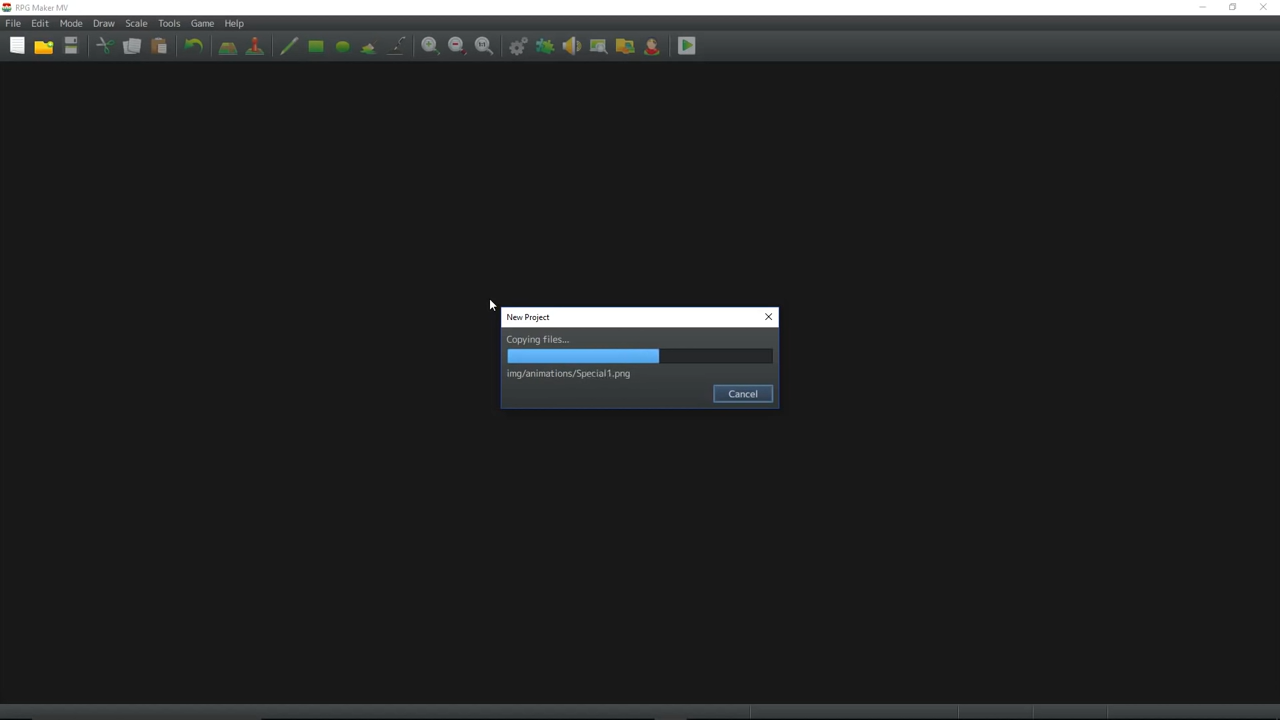 RPG Maker MV
File Edit Mode Draw Scale Tools Game Help
New Project
Copying files...
img/animations/Special1.png
Cancel